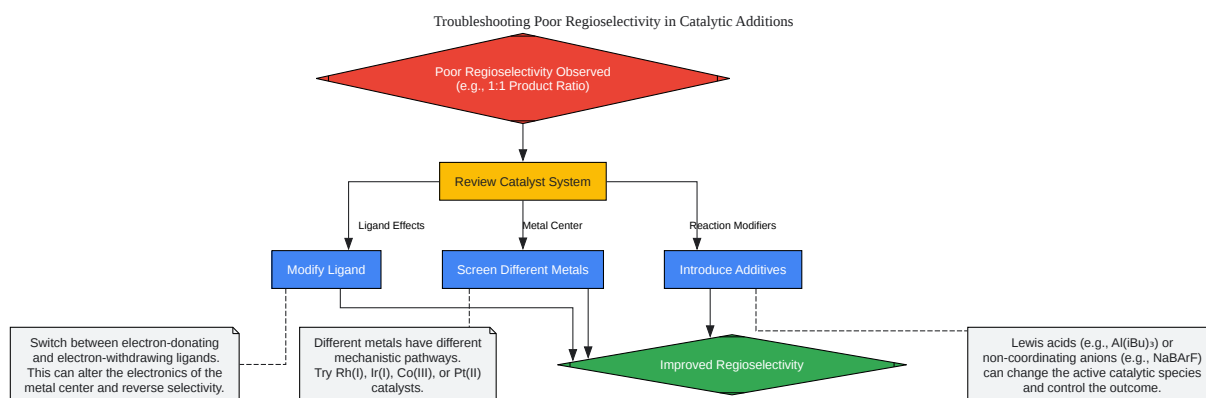 Troubleshooting Poor Regioselectivity in Catalytic Additions
Poor Regioselectivity Observed
(e.g., 1:1 Product Ratio)
Review Catalyst System
Ligand Effects
Metal Center
Reaction Modifiers
Modify Ligand
Screen Different Metals
Introduce Additives
Switch between electron-donating
and electron-withdrawing ligands.
This can alter the electronics of the
metal center and reverse selectivity.
Different metals have different
mechanistic pathways.
Try Rh(I), Ir(I), Co(III), or Pt(II)
catalysts.
Improved Regioselectivity
Lewis acids (e.g., Al(iBu)₃) or
non-coordinating anions (e.g., NaBArF)
can change the active catalytic species
and control the outcome.